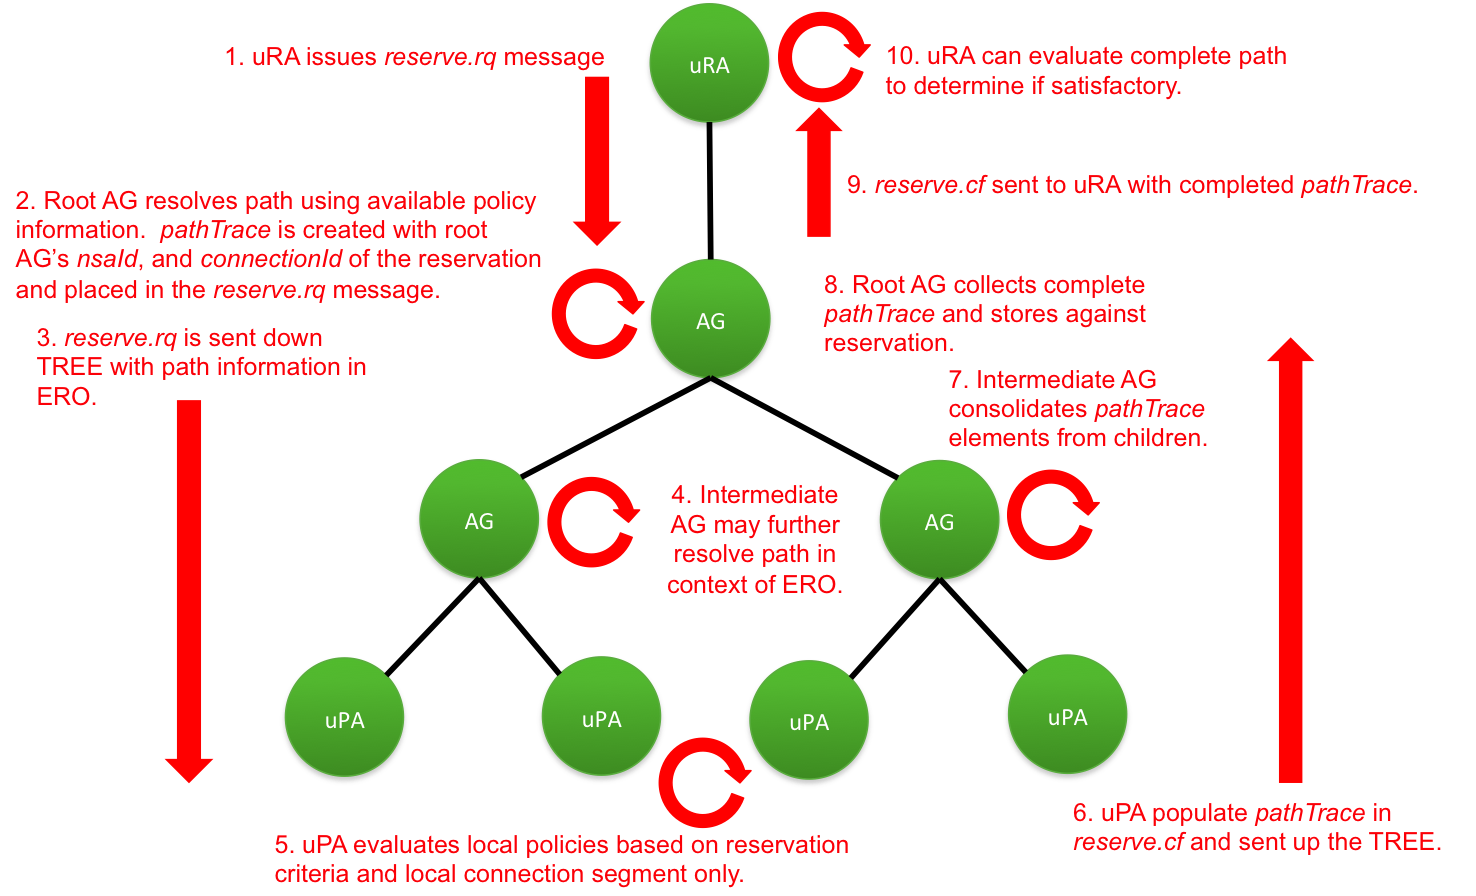 1. uRA issues reserve.rq message
uRA
10. uRA can evaluate complete path
to determine if satisfactory.
9. reserve.cf sent to uRA with completed pathTrace.
2. Root AG resolves path using available policy
information.  pathTrace is created with root
AG’s nsaId, and connectionId of the reservation
and placed in the reserve.rq message.
AG
8. Root AG collects complete
pathTrace and stores against
reservation.
3. reserve.rq is sent down
TREE with path information in
ERO.
7. Intermediate AG
consolidates pathTrace
elements from children.
AG
4. Intermediate
AG may further
resolve path in
context of ERO.
AG
uPA
uPA
uPA
uPA
5. uPA evaluates local policies based on reservation
criteria and local connection segment only.
6. uPA populate pathTrace in
reserve.cf and sent up the TREE.